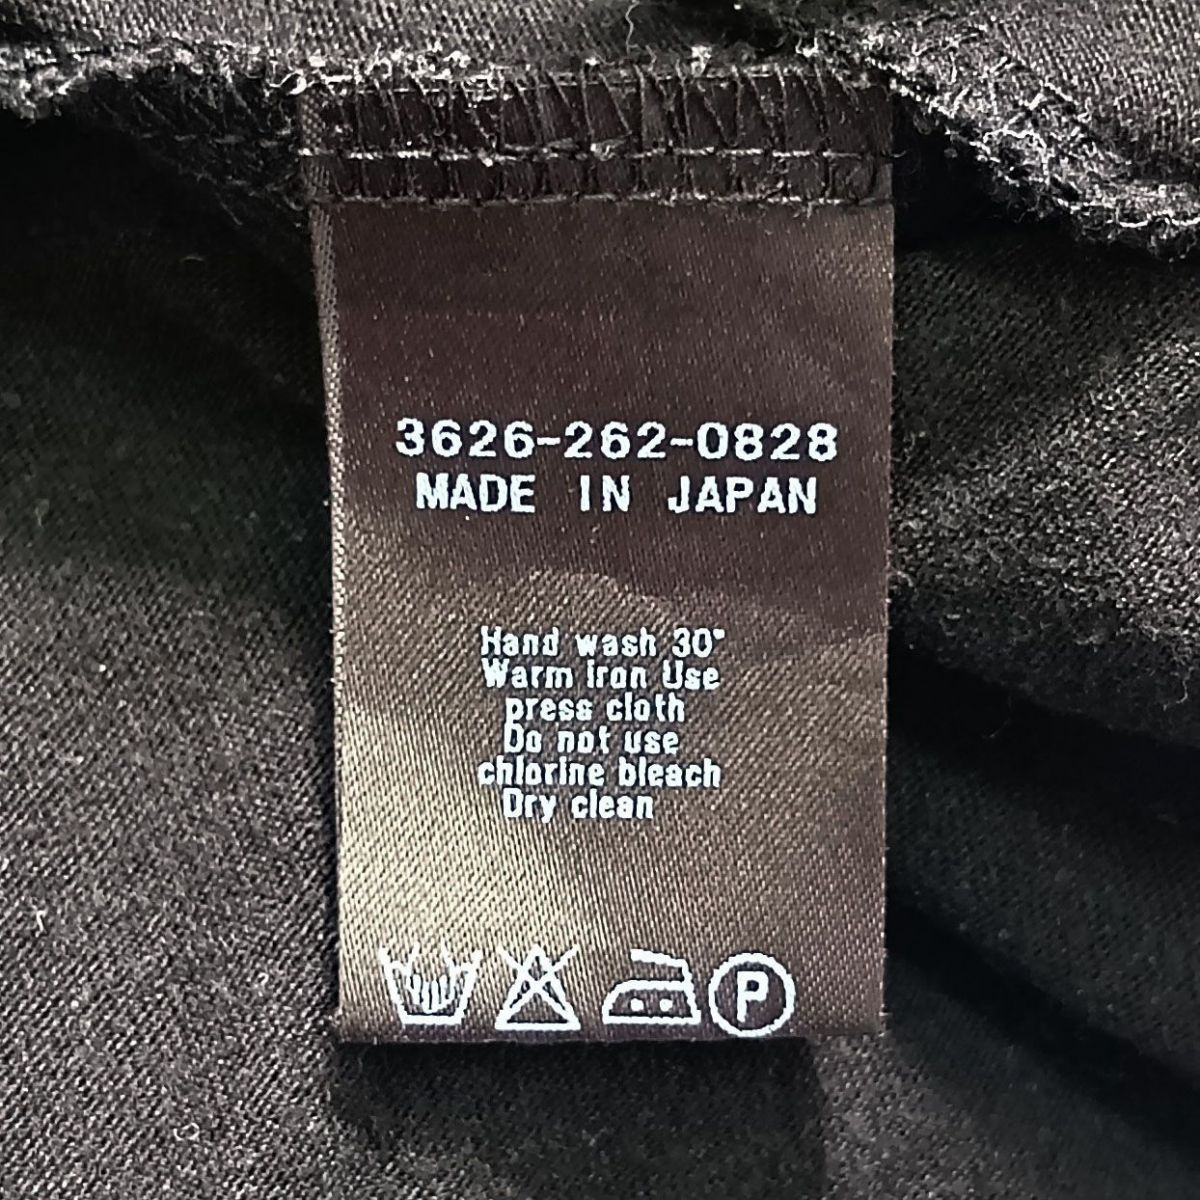 3626-262-0828
MADE IN JAPAN
Hand wash 30°
Warm iron Use
press cloth
Do not use
chlorine bleach
Dry clean
P